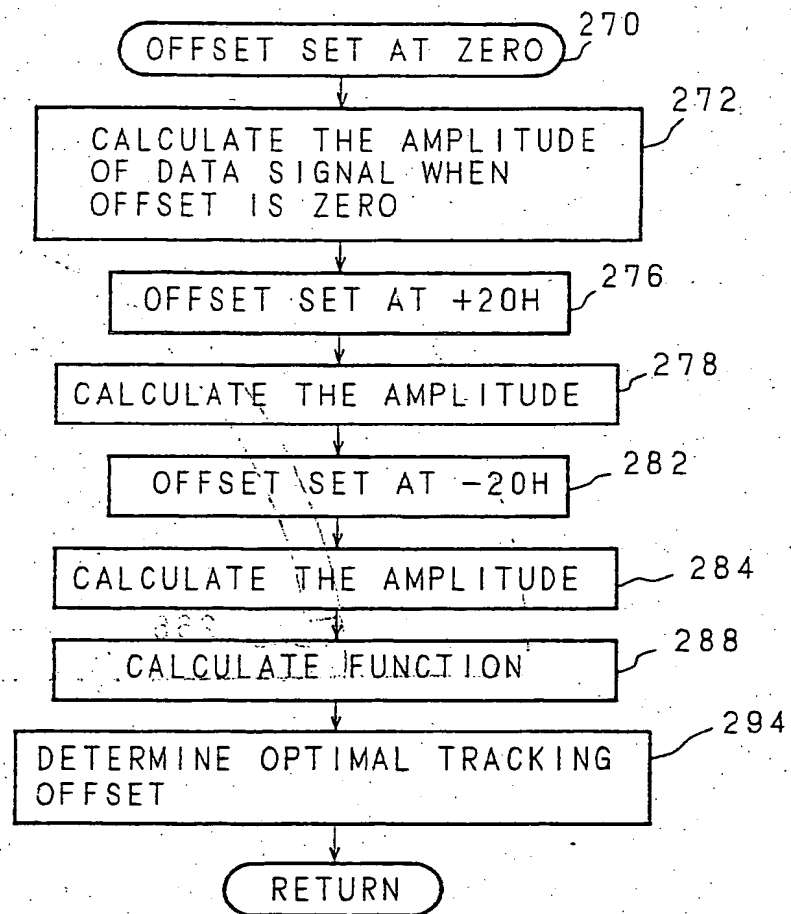 OFFSET SET AT ZERO 270
272
CALCULATE THE AMPLITUDE
OF DATA SIGNAL WHEN
OFFSET IS ZERO
OFFSET SET AT +20H 276
CALCULATE THE AMPLITUDE 278
OFFSET SET AT -20H 282
CALCULATE THE AMPLITUDE 284
CALCULATE FUNCTION 288
294
DETERMINE OPTIMAL TRACKING
OFFSET
RETURN